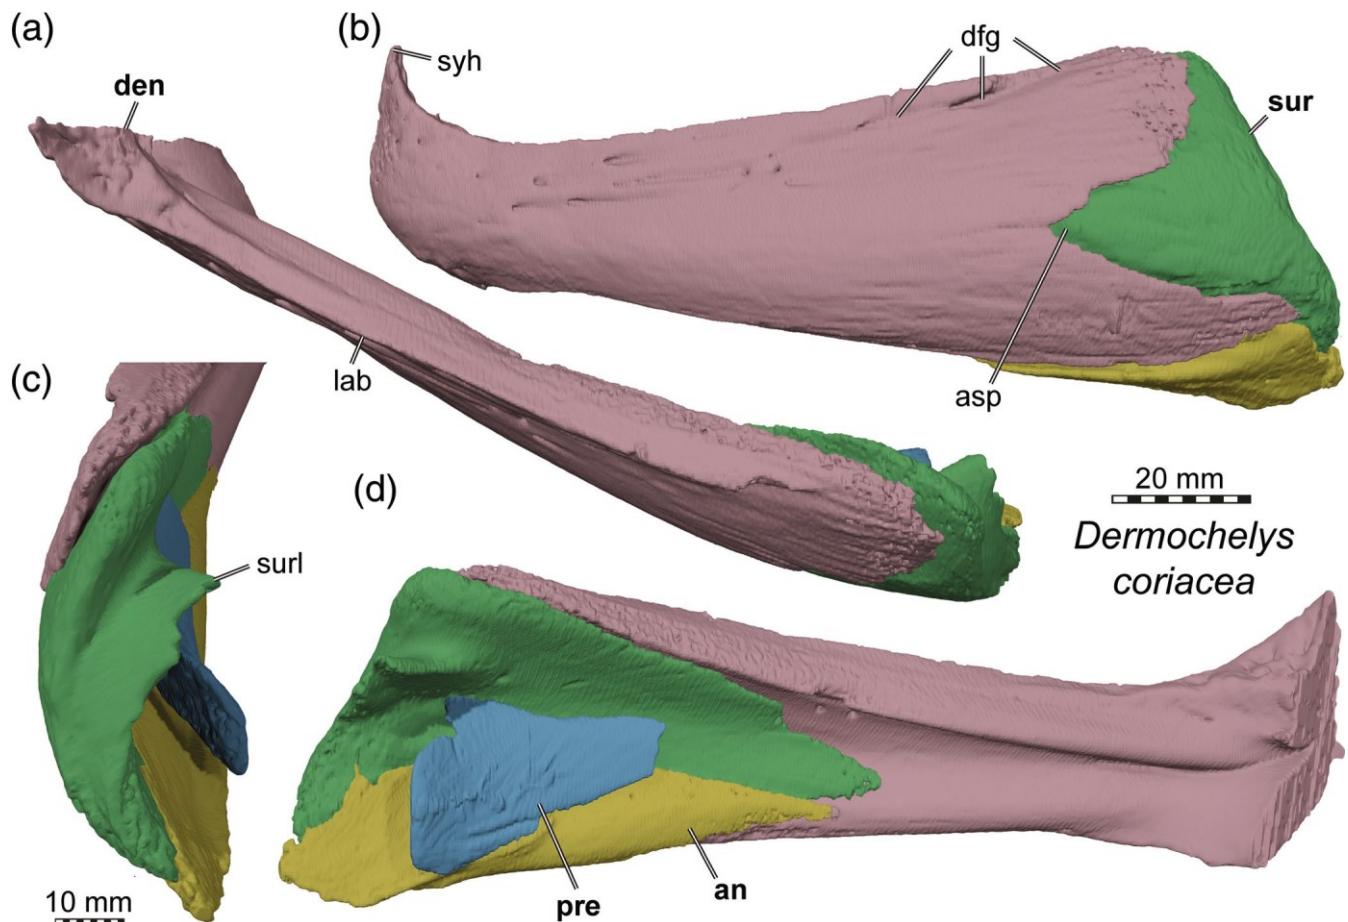 (a)
(b)
syh
dfg
den
sur
lab
asp
(c)
(d)
20 mm
Dermochelys
coriacea
surl
pre
an
10 mm